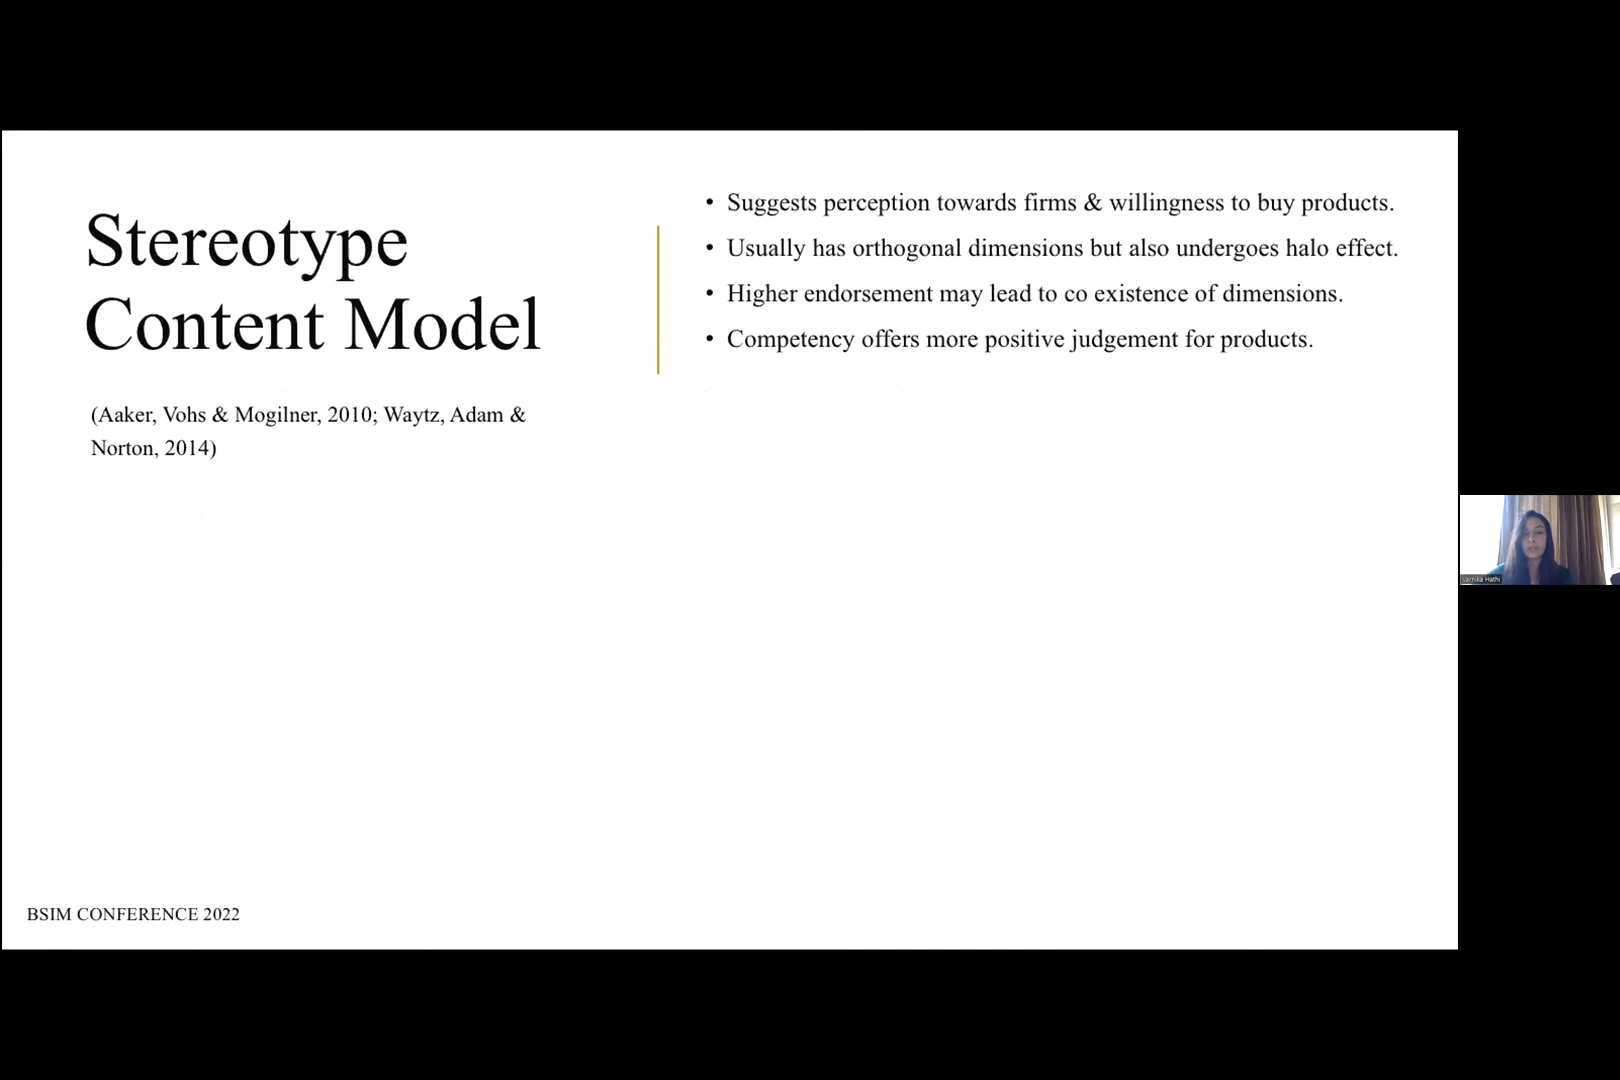 Stereotype
Content Model
(Aaker, Vohs & Mogilner, 2010; Waytz, Adam &
Norton, 2014)
• Suggests perception towards firms & willingness to buy products.
• Usually has orthogonal dimensions but also undergoes halo effect.
• Higher endorsement may lead to co existence of dimensions.
• Competency offers more positive judgement for products.
Varnika Hathi
BSIM CONFERENCE 2022